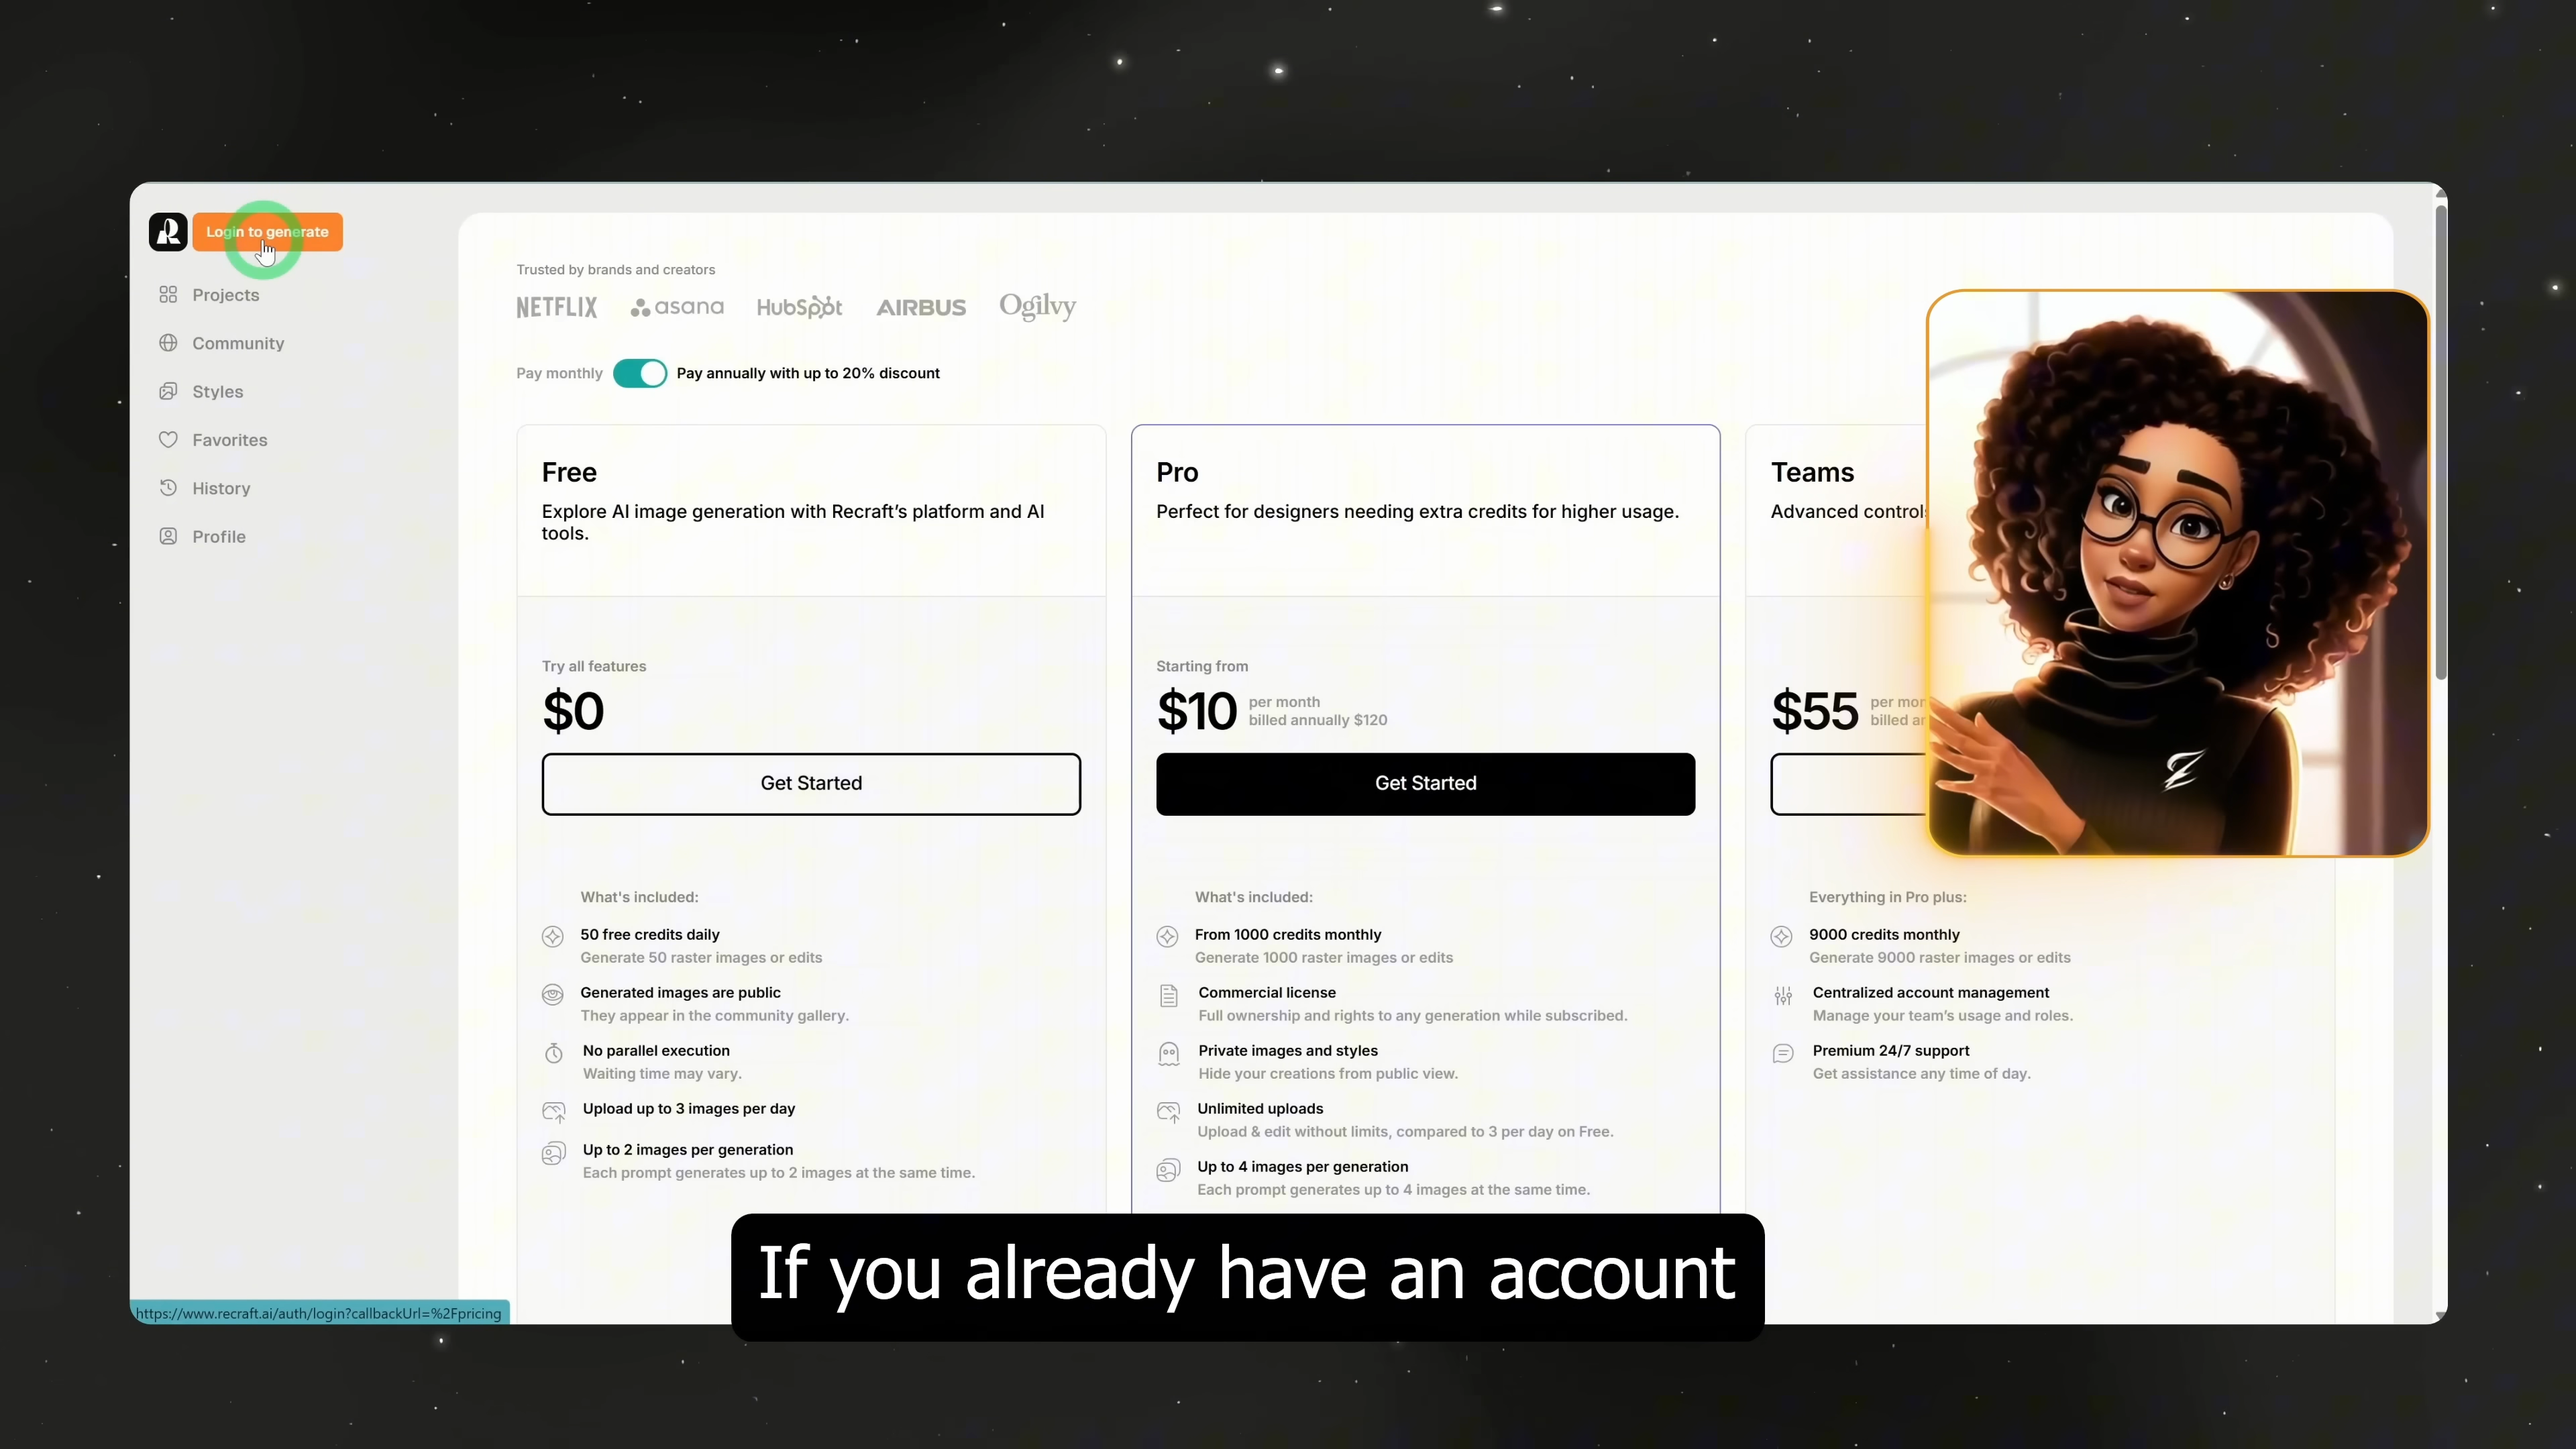 Login to generate
Projects
Community
Styles
Favorites
History
Profile
Trusted by brands and creators
NETFLIX asana HubSpot AIRBUS Ogilvy
Pay monthly Pay annually with up to 20% discount
Free
Explore AI image generation with Recraft's platform and AI
tools.
Try all features
$0
Get Started
What's included:
50 free credits daily
Generate 50 raster images or edits
Generated images are public
They appear in the community gallery.
No parallel execution
Waiting time may vary.
Upload up to 3 images per day
Up to 2 images per generation
Each prompt generates up to 2 images at the same time.
Pro
Perfect for designers needing extra credits for higher usage.
Starting from
$10 per month
billed annually $120
Get Started
What's included:
From 1000 credits monthly
Generate 1000 raster images or edits
Commercial license
Full ownership and rights to any generation while subscribed.
Private images and styles
Hide your creations from public view.
Unlimited uploads
Upload & edit without limits, compared to 3 per day on Free.
Up to 4 images per generation
Each prompt generates up to 4 images at the same time.
Teams
Advanced
$55 per
billed
Everything in Pro plus:
9000 credits monthly
Generate 9000 raster images or edits
Centralized account management
Manage your team's usage and roles.
Premium 24/7 support
Get assistance any time of day.
If you already have an account
https://www.recraft.ai/auth/login?callbackUrl=%2Fpricing